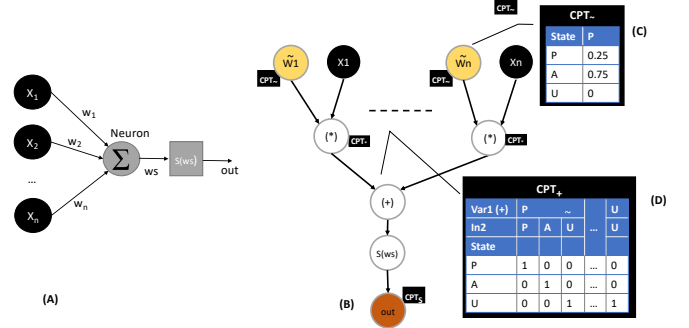 X1
X2
...
Xn
w1
w2
wn
Neuron
Σ
ws
S(ws)
out
(A)
W̃1
X1
CPT~
(*)
CPT*
W̃n
Xn
CPT~
CPT~
(*)
CPT*
(+)
S(ws)
CPTS
out
(B)
CPT~
State P
P 0.25
A 0.75
U 0
(C)
CPT+
Var1 (+) P ~ U
In2 P A U ... U
State
P 1 0 0 ... 0
A 0 1 0 ... 0
U 0 0 1 ... 1
(D)